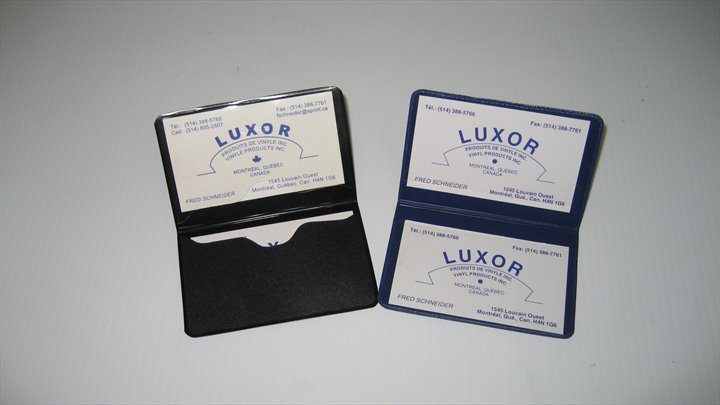 Tél.: (514) 388-5766
Cell: (514) 895-2807
Fax: (514) 388-7761
fschneider@sprint.ca
LUXOR
PRODUITS DE VINYLE INC.
VINYLE PRODUCTS INC.
MONTRÉAL, QUÉBEC
CANADA
FRED SCHNEIDER
1545 Louvain Ouest
Montréal, Québec, Can. H4N 1G6
X
Tél.: (514) 388-5766
Fax: (514) 388-7761
LUXOR
PRODUITS DE VINYLE INC.
VINYL PRODUCTS INC.
MONTRÉAL, QUÉBEC
CANADA
FRED SCHNEIDER
1545 Louvain Ouest
Montréal, Qué., Can. H4N 1G6
Tél.: (514) 388-5766
Fax: (514) 388-7761
LUXOR
PRODUITS DE VINYLE INC.
VINYL PRODUCTS INC.
MONTRÉAL, QUÉBEC
CANADA
FRED SCHNEIDER
1545 Louvain Ouest
Montréal, Qué., Can. H4N 1G6